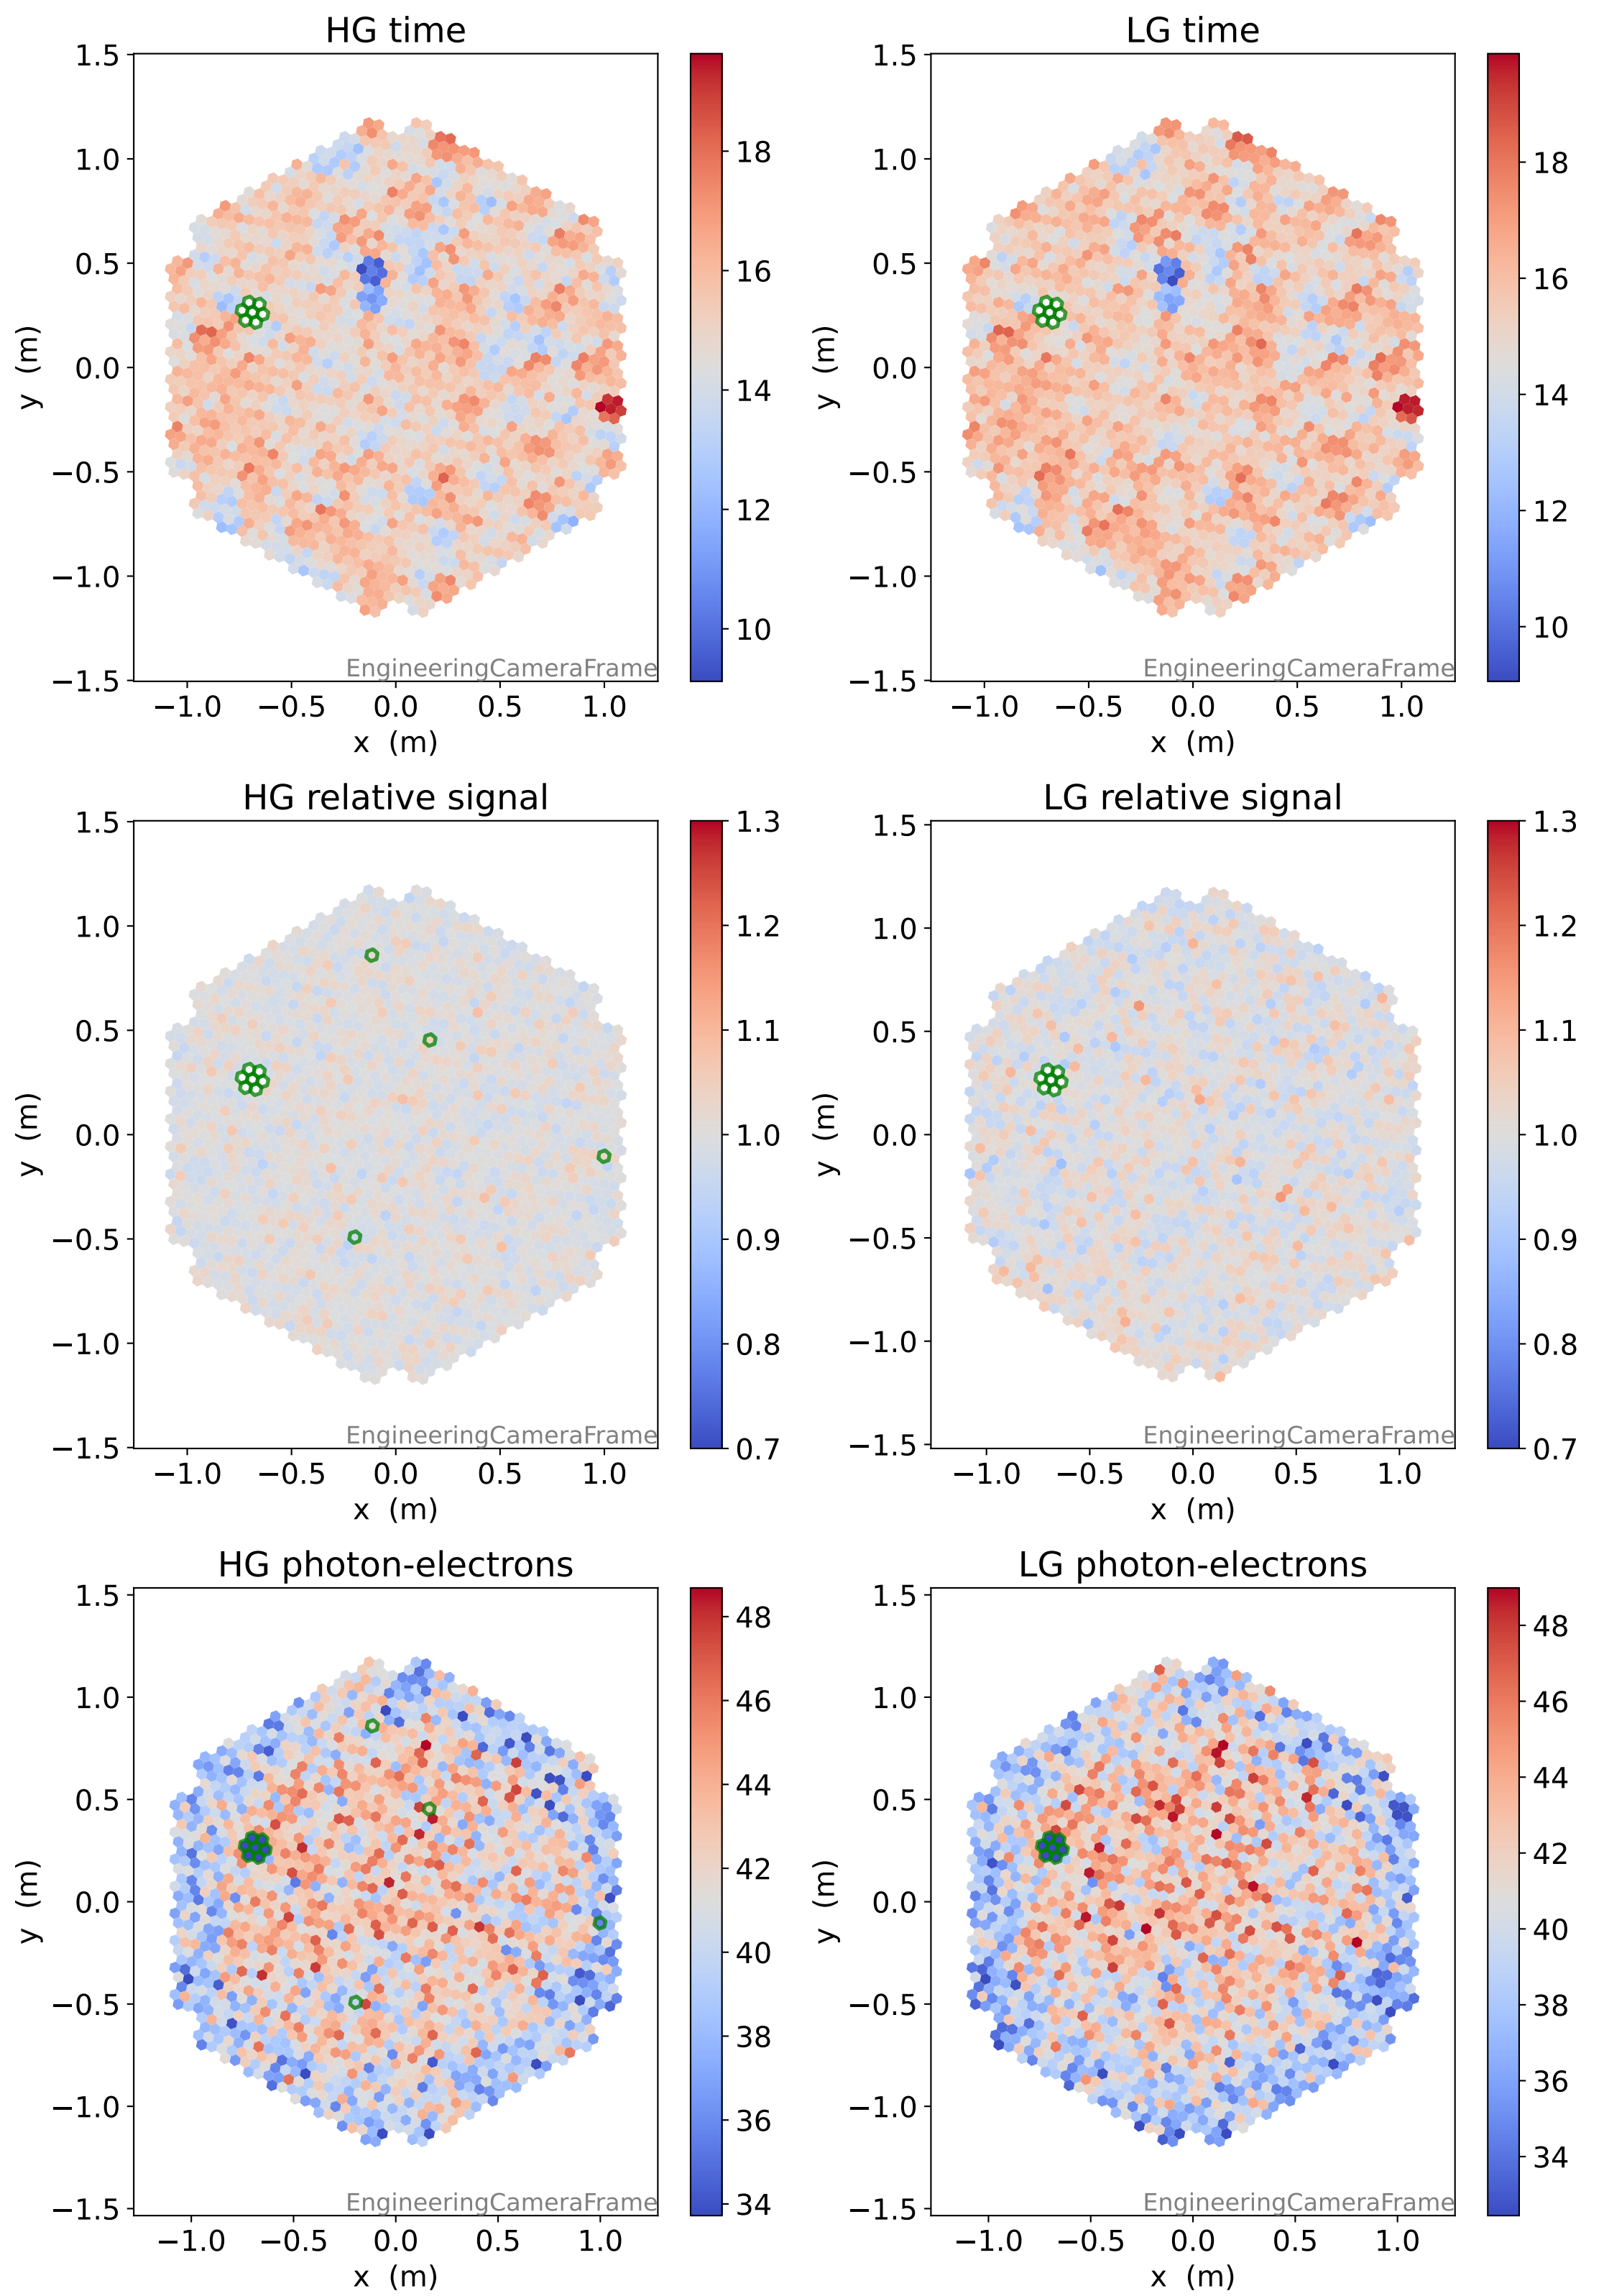 HG time
1.5
1.0
0.5
0.0
−0.5
−1.0
−1.5
y (m)
−1.0 −0.5 0.0 0.5 1.0
x (m)
EngineeringCameraFrame
18
16
14
12
10
LG time
1.5
1.0
0.5
0.0
−0.5
−1.0
−1.5
y (m)
−1.0 −0.5 0.0 0.5 1.0
x (m)
EngineeringCameraFrame
18
16
14
12
10
HG relative signal
1.5
1.0
0.5
0.0
−0.5
−1.0
−1.5
y (m)
−1.0 −0.5 0.0 0.5 1.0
x (m)
EngineeringCameraFrame
1.3
1.2
1.1
1.0
0.9
0.8
0.7
LG relative signal
1.5
1.0
0.5
0.0
−0.5
−1.0
−1.5
y (m)
−1.0 −0.5 0.0 0.5 1.0
x (m)
EngineeringCameraFrame
1.3
1.2
1.1
1.0
0.9
0.8
0.7
HG photon-electrons
1.5
1.0
0.5
0.0
−0.5
−1.0
−1.5
y (m)
−1.0 −0.5 0.0 0.5 1.0
x (m)
EngineeringCameraFrame
48
46
44
42
40
38
36
34
LG photon-electrons
1.5
1.0
0.5
0.0
−0.5
−1.0
−1.5
y (m)
−1.0 −0.5 0.0 0.5 1.0
x (m)
EngineeringCameraFrame
48
46
44
42
40
38
36
34